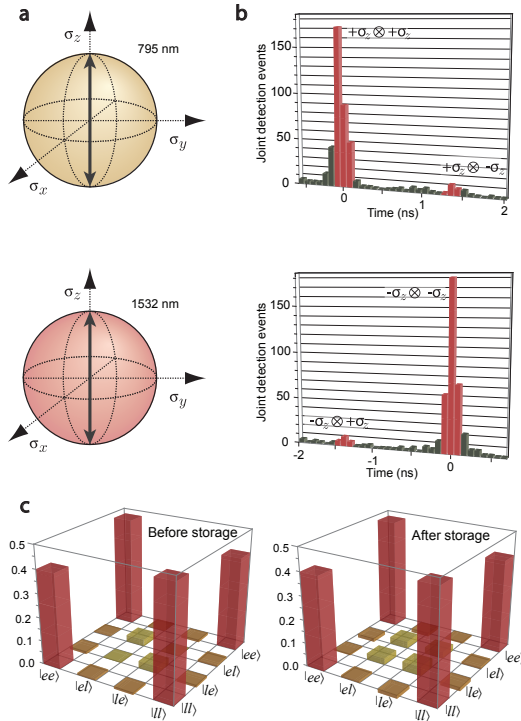 a
σz
795 nm
σy
σx
b
Joint detection events
150
100
50
0
+σz⊗+σz
+σz⊗-σz
0
1
2
Time (ns)
σz
1532 nm
σy
σx
Joint detection events
150
100
50
0
-σz⊗ -σz
-σz⊗+σz
-2
-1
0
Time (ns)
c
Before storage
0.5
0.4
0.3
0.2
0.1
0.0
|ee⟩
|el⟩
|le⟩
|ll⟩
|ll⟩
|le⟩
|el⟩
|ee⟩
After storage
0.5
0.4
0.3
0.2
0.1
0.0
|ee⟩
|el⟩
|le⟩
|ll⟩
|ll⟩
|le⟩
|el⟩
|ee⟩